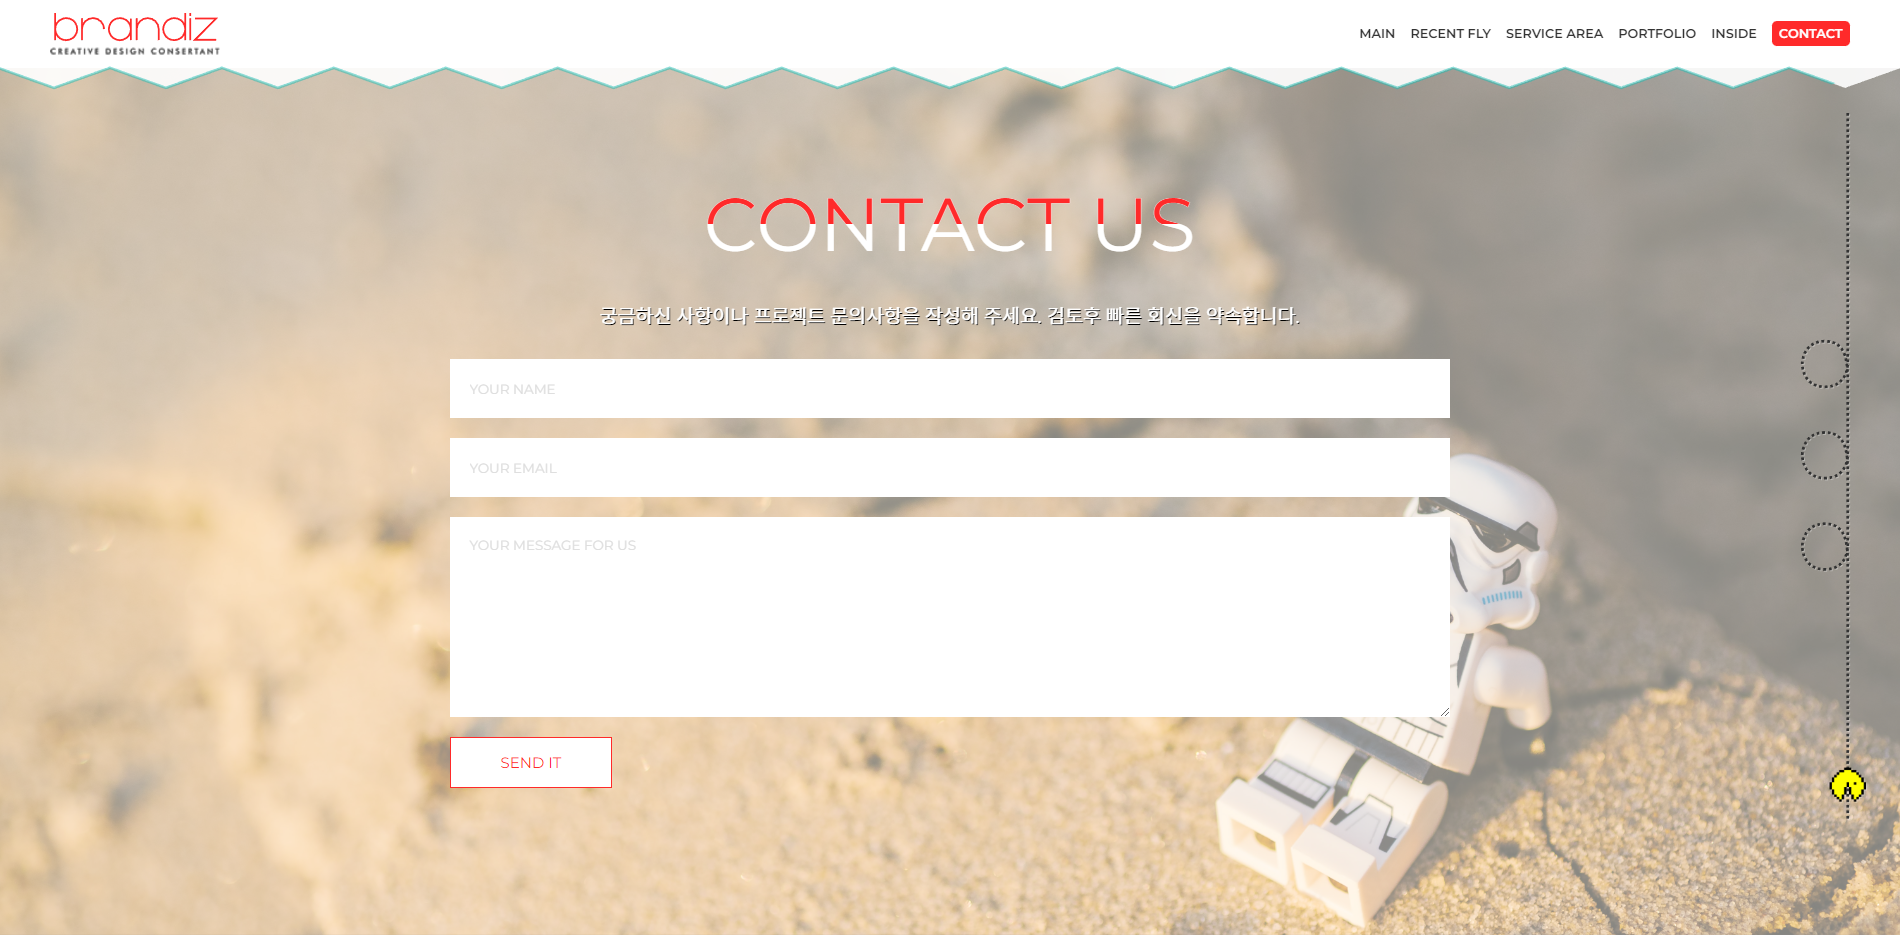 brandiz
CREATIVE DESIGN CONSERTANT
MAIN RECENT FLY SERVICE AREA PORTFOLIO INSIDE CONTACT
CONTACT US
궁금하신 사항이나 프로젝트 문의사항을 작성해 주세요. 검토후 빠른 회신을 약속합니다.
YOUR NAME
YOUR EMAIL
YOUR MESSAGE FOR US
SEND IT